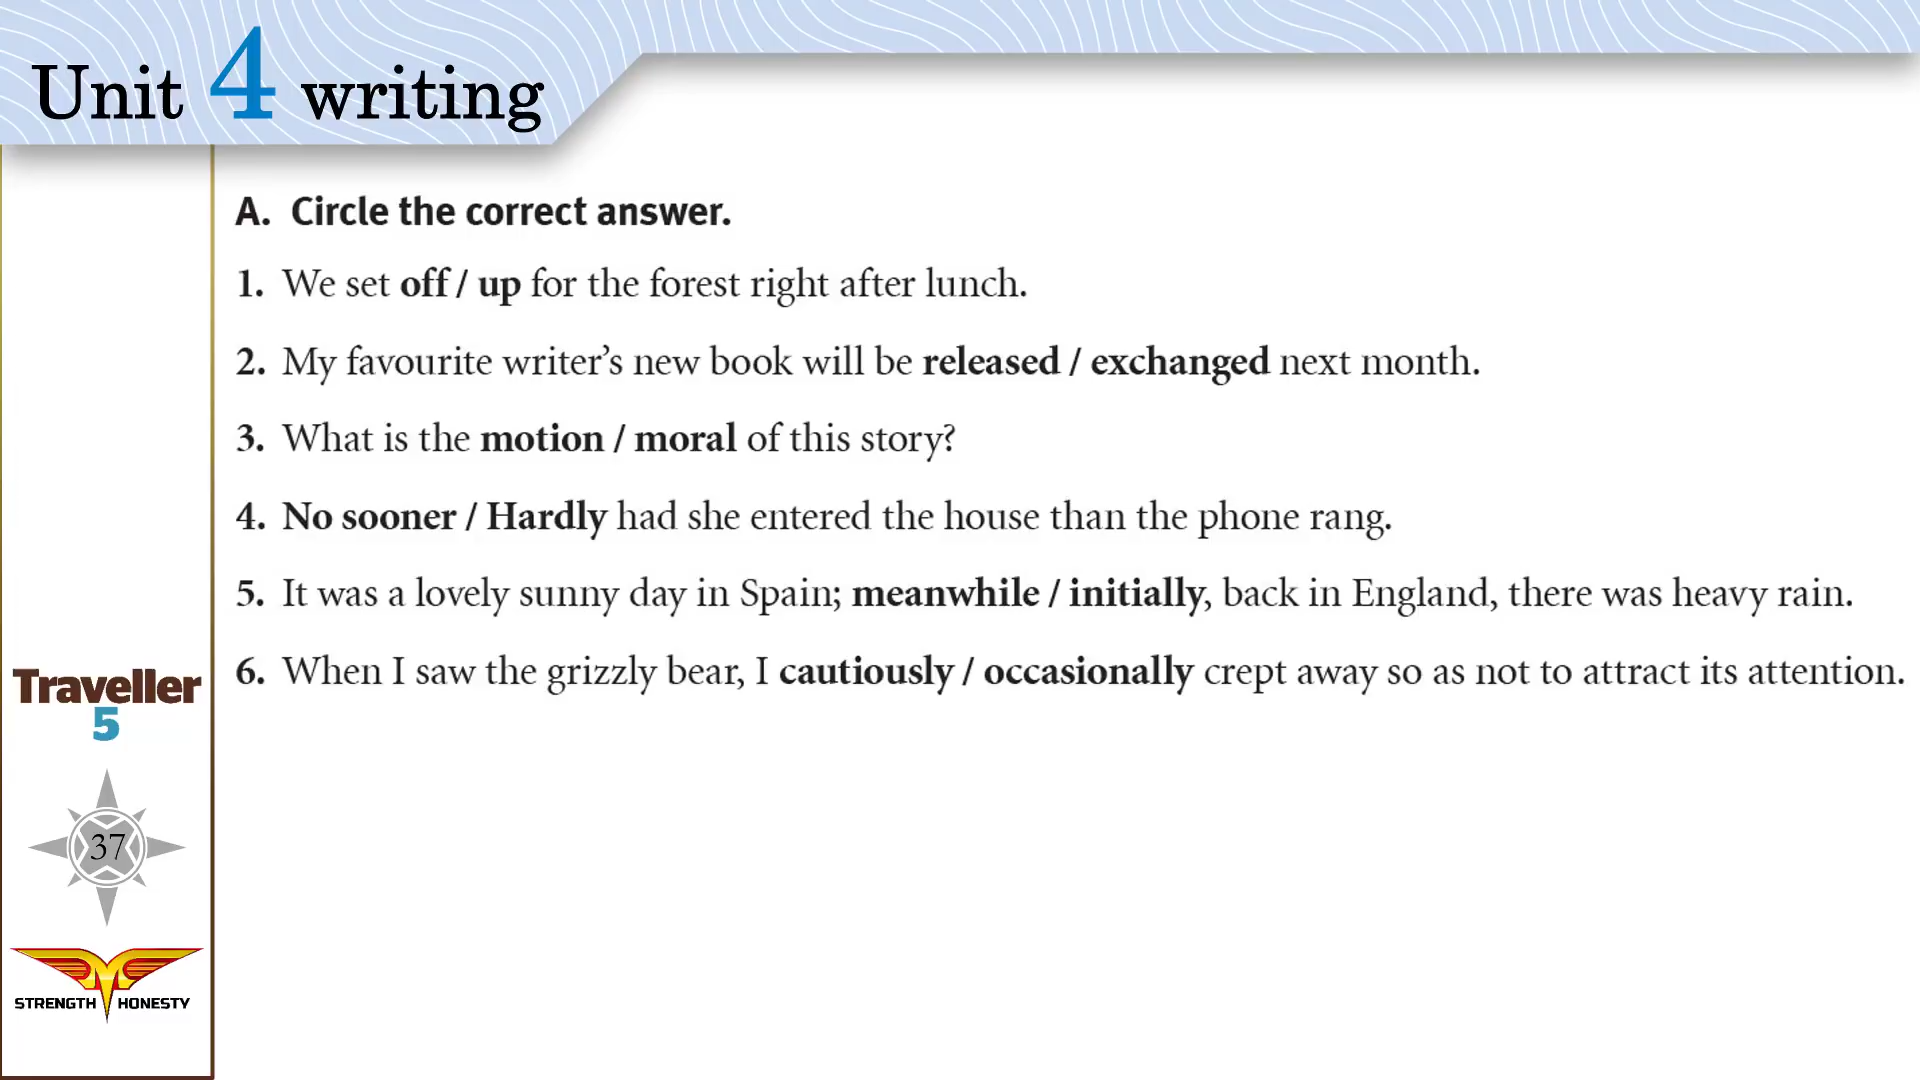 Unit 4 writing
A. Circle the correct answer.
1. We set off / up for the forest right after lunch.
2. My favourite writer’s new book will be released / exchanged next month.
3. What is the motion / moral of this story?
4. No sooner / Hardly had she entered the house than the phone rang.
5. It was a lovely sunny day in Spain; meanwhile / initially, back in England, there was heavy rain.
6. When I saw the grizzly bear, I cautiously / occasionally crept away so as not to attract its attention.
Traveller
5
37
STRENGTH HONESTY